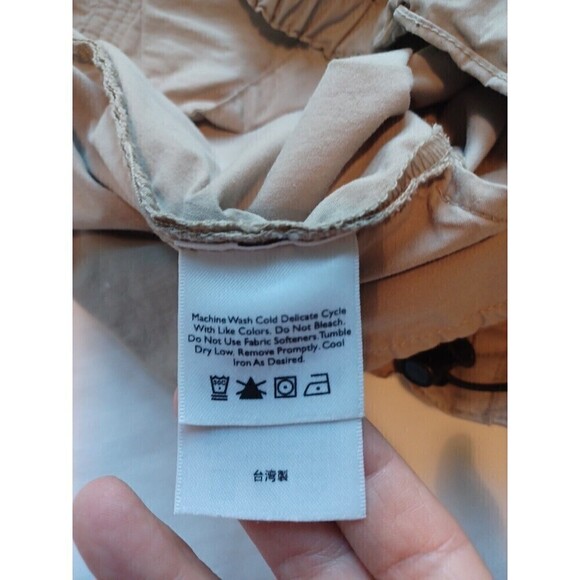 Machine Wash Cold Delicate Cycle
With Like Colors. Do Not Bleach.
Do Not Use Fabric Softeners. Tumble
Dry Low. Remove Promptly. Cool
Iron As Desired.
台湾製